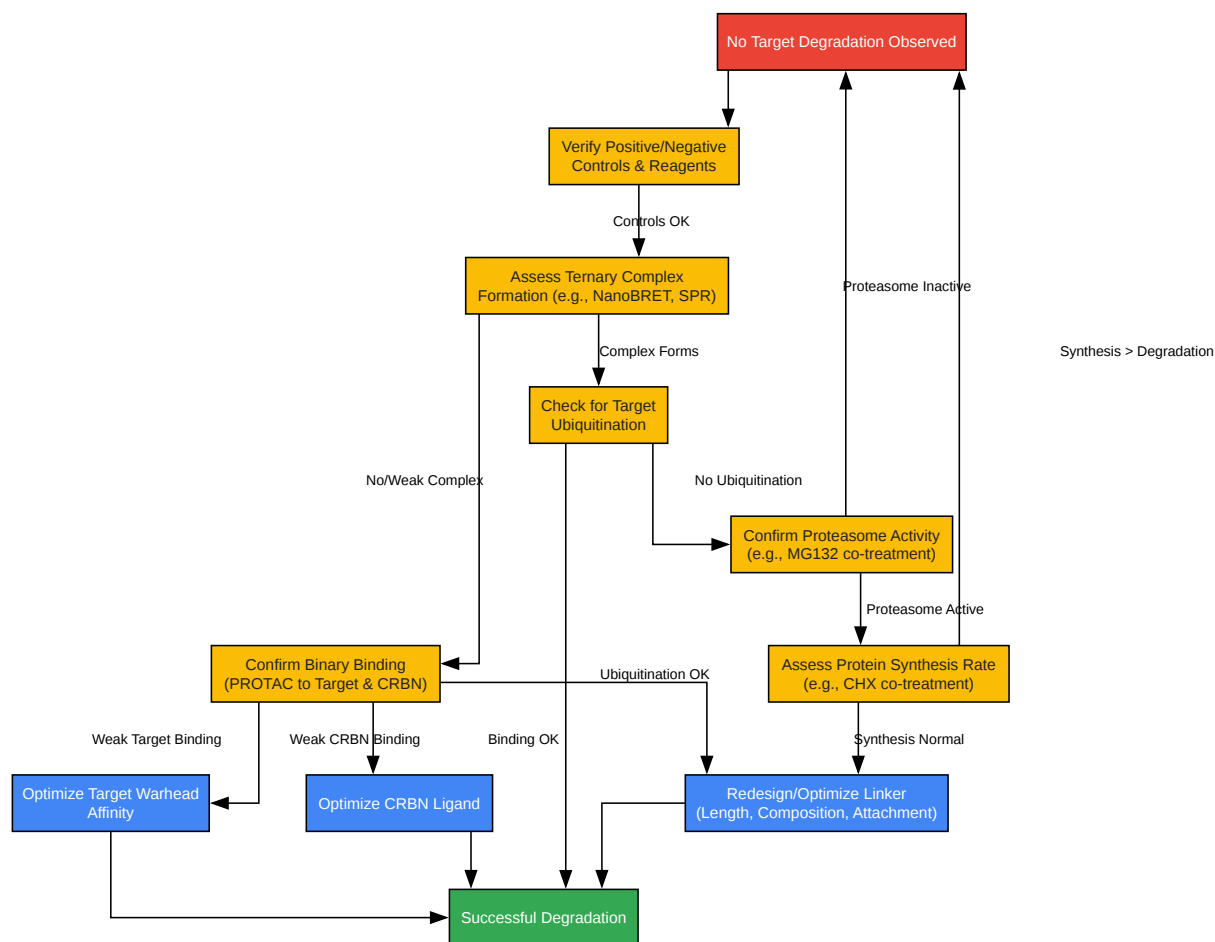 No Target Degradation Observed
Verify Positive/Negative
Controls & Reagents
Controls OK
Assess Ternary Complex
Formation (e.g., NanoBRET, SPR)
Proteasome Inactive
Complex Forms
Synthesis > Degradation
Check for Target
Ubiquitination
No/Weak Complex
No Ubiquitination
Confirm Proteasome Activity
(e.g., MG132 co-treatment)
Proteasome Active
Confirm Binary Binding
(PROTAC to Target & CRBN)
Ubiquitination OK
Assess Protein Synthesis Rate
(e.g., CHX co-treatment)
Weak Target Binding
Weak CRBN Binding
Binding OK
Synthesis Normal
Optimize Target Warhead
Affinity
Optimize CRBN Ligand
Redesign/Optimize Linker
(Length, Composition, Attachment)
Successful Degradation